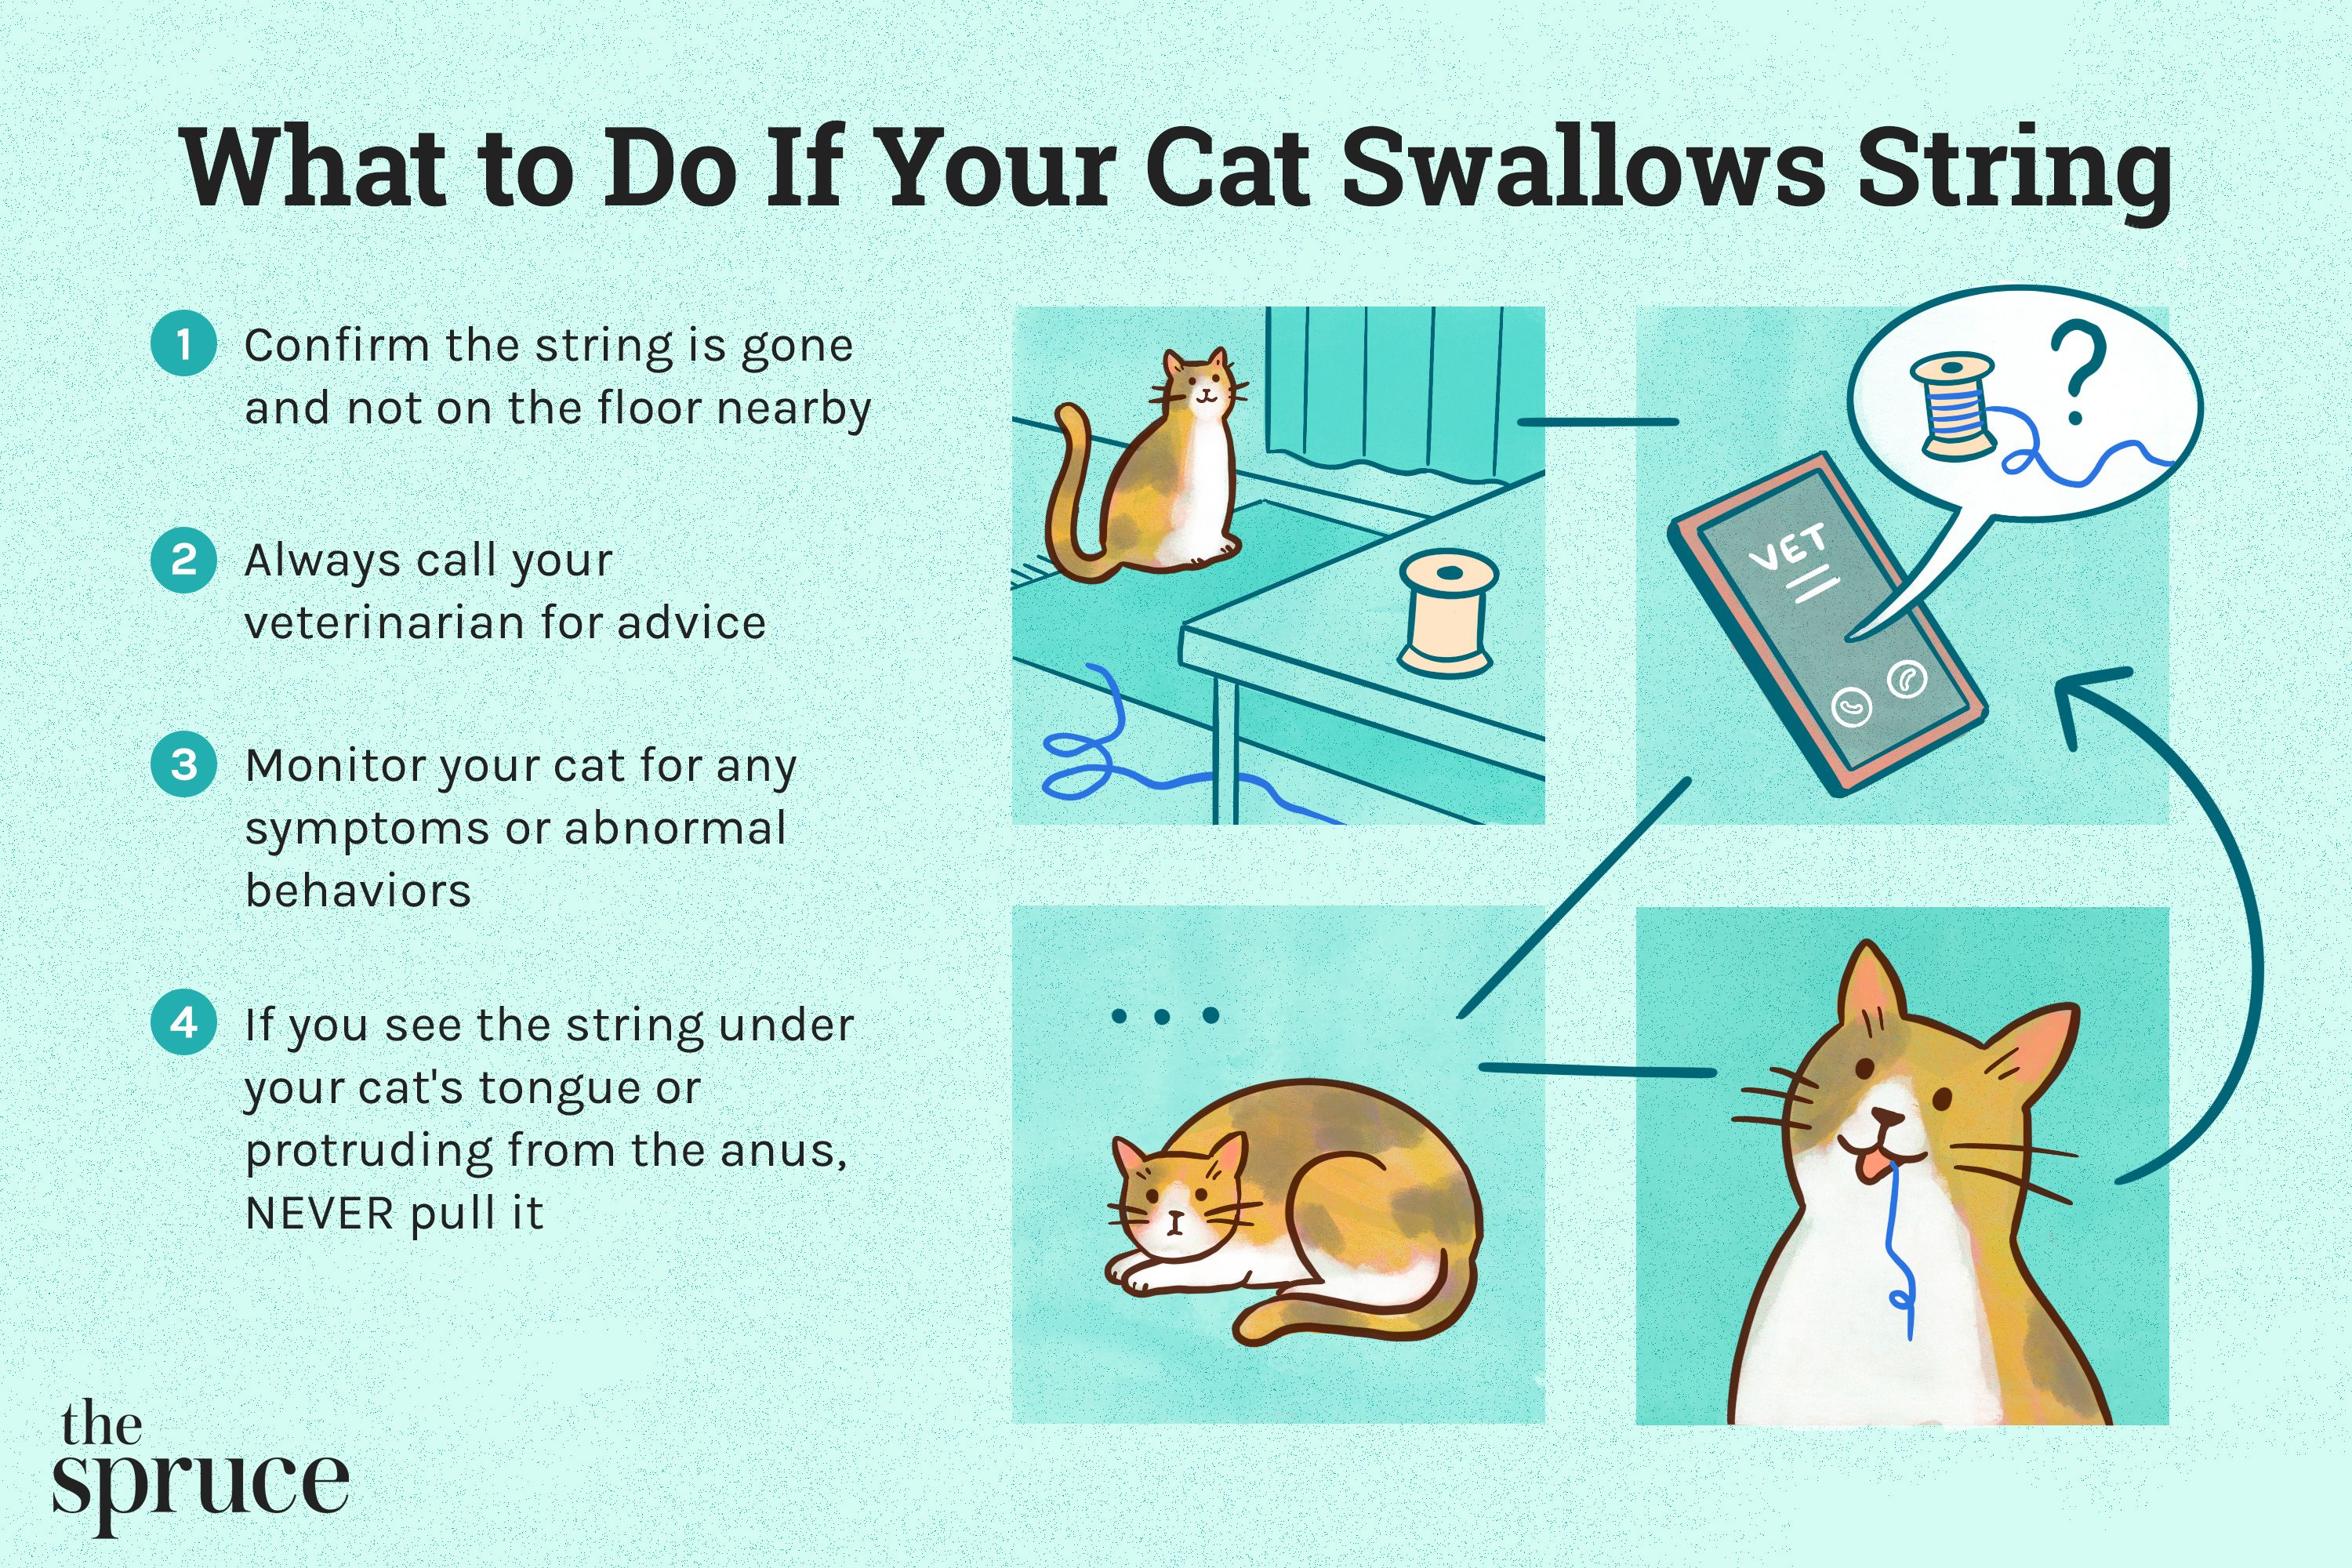 What to Do If Your Cat Swallows String
1
Confirm the string is gone
and not on the floor nearby
2
Always call your
veterinarian for advice
3
Monitor your cat for any
symptoms or abnormal
behaviors
4
If you see the string under
your cat's tongue or
protruding from the anus,
NEVER pull it
?
VET
the
spruce